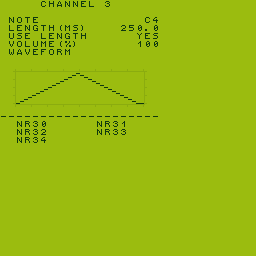 CHANNEL 3
NOTE C4
LENGTH(MS) 250.0
USE LENGTH YES
VOLUME(%) 100
WAVEFORM
NR30 NR31
NR32 NR33
NR34